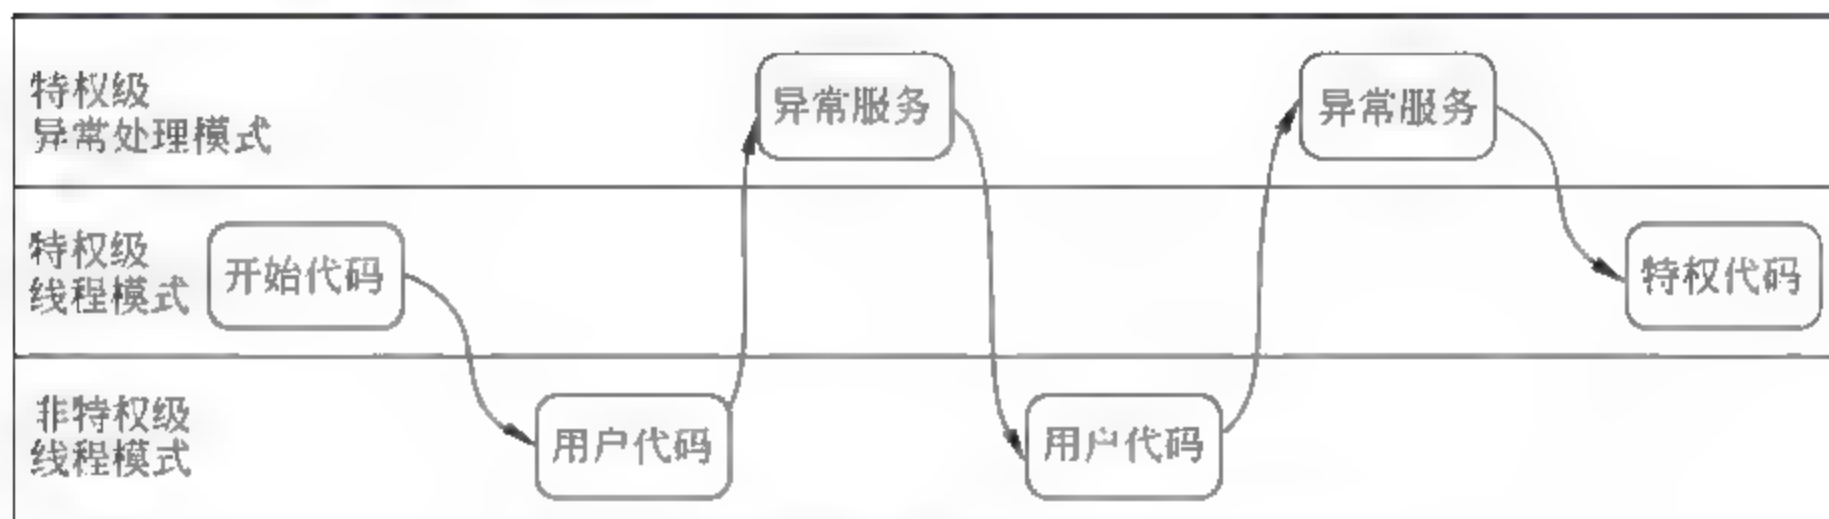 特权级
异常处理模式
异常服务
异常服务
特权级
线程模式
开始代码
特权代码
非特权级
线程模式
用户代码
用户代码